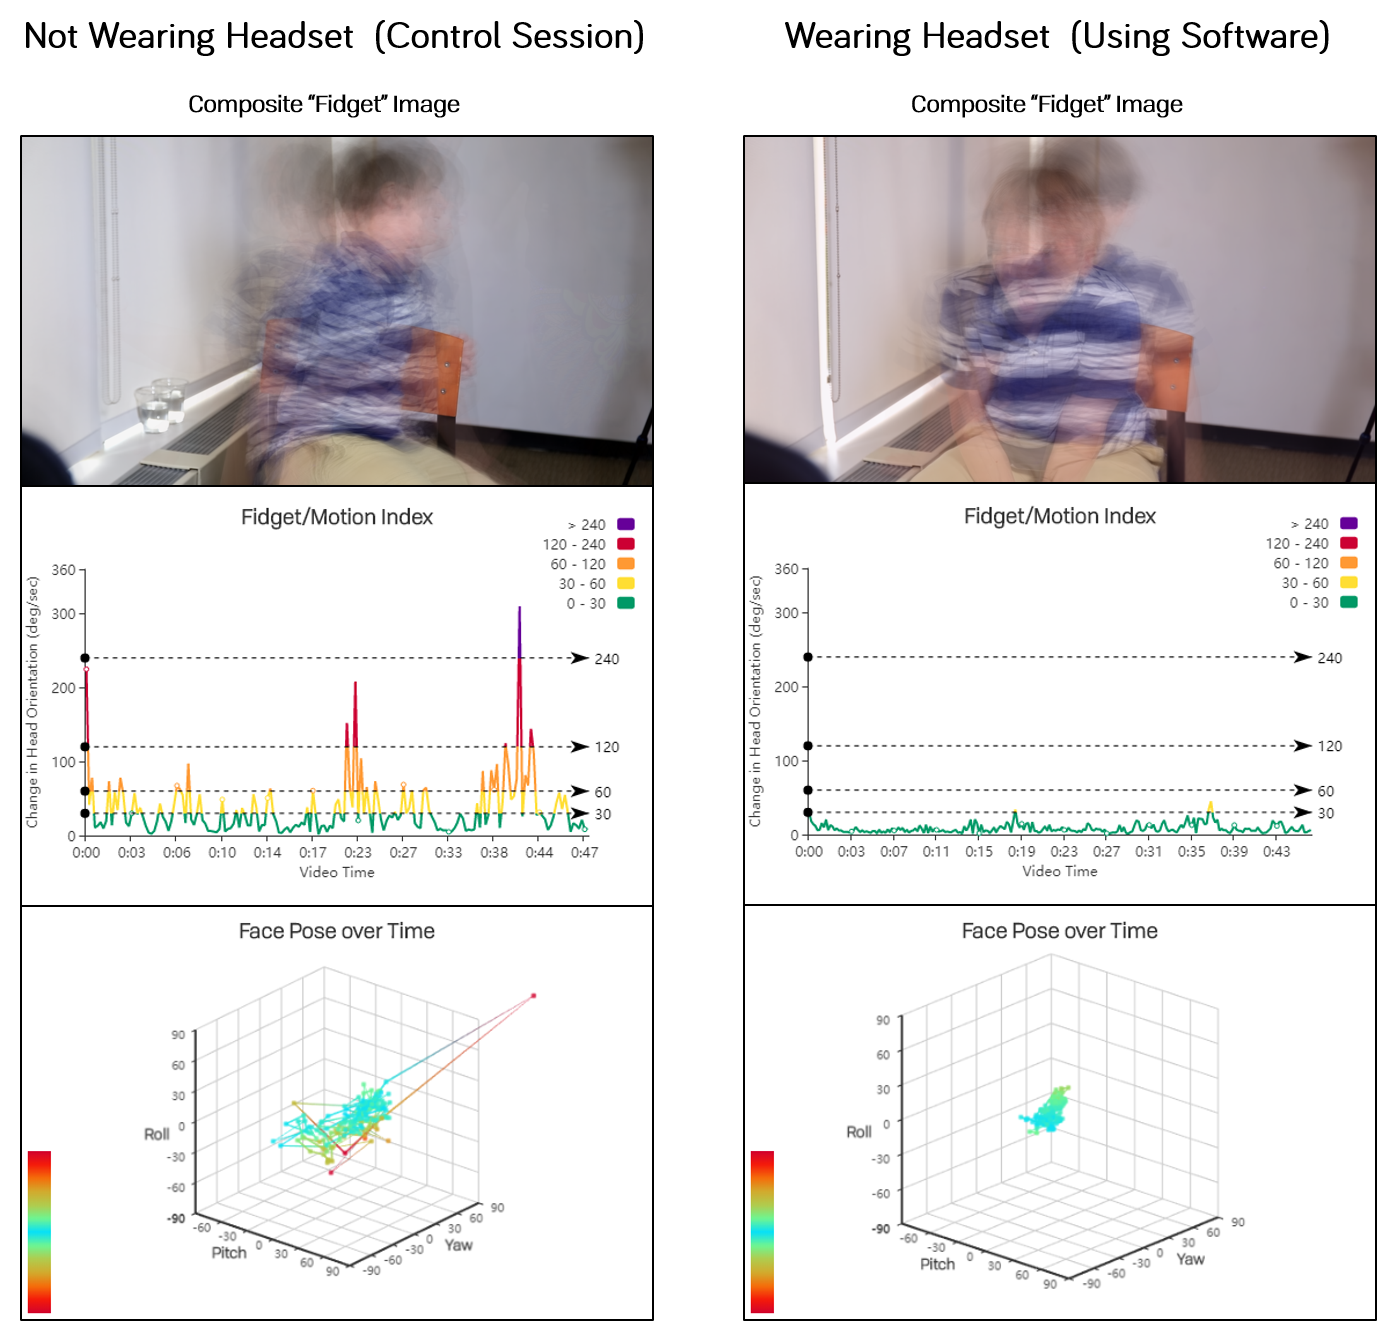 Not Wearing Headset (Control Session)
Composite “Fidget” Image
Fidget/Motion Index
> 240
120 - 240
60 - 120
30 - 60
0 - 30
Change in Head Orientation (deg/sec)
360
300
200
100
0
240
120
60
30
0:00 0:03 0:06 0:10 0:14 0:17 0:23 0:27 0:33 0:38 0:44 0:47
Video Time
Face Pose over Time
90
60
30
0
-30
-60
-90
Roll
-60 -30 0 30 60 90
Pitch
-90 -60 -30 0 30 60 90
Yaw
Wearing Headset (Using Software)
Composite “Fidget” Image
Fidget/Motion Index
> 240
120 - 240
60 - 120
30 - 60
0 - 30
Change in Head Orientation (deg/sec)
360
300
200
100
0
240
120
60
30
0:00 0:03 0:07 0:11 0:15 0:19 0:23 0:27 0:31 0:35 0:39 0:43
Video Time
Face Pose over Time
90
60
30
0
-30
-60
-90
Roll
-60 -30 0 30 60 90
Pitch
-90 -60 -30 0 30 60 90
Yaw